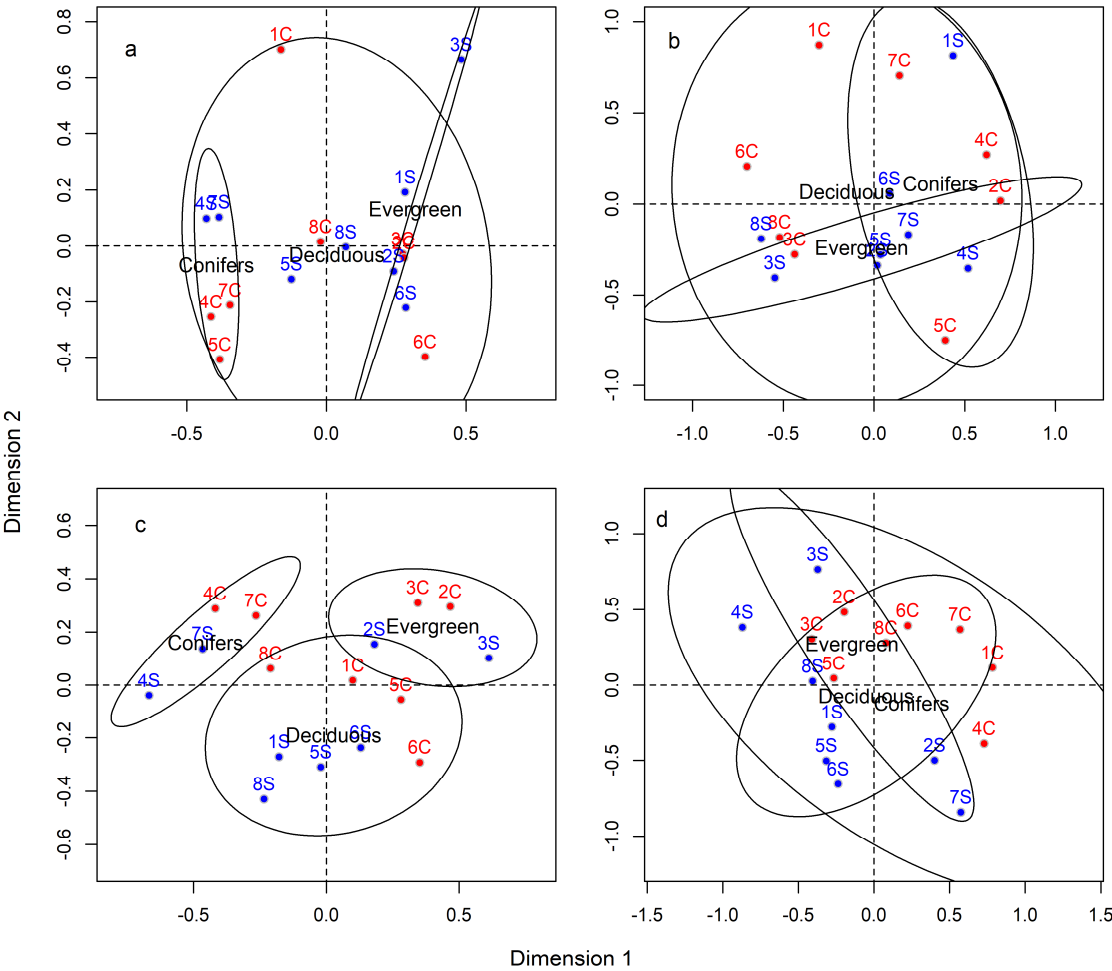 a
0.8
0.6
0.4
0.2
0.0
-0.2
-0.4
-0.5
0.0
0.5
1C
3S
1S
Evergreen
4S
8C
8S
Deciduous
2S
Conifers
5S
7C
4C
6S
5C
6C
b
1.0
0.5
0.0
-0.5
-1.0
-1.0
-0.5
0.0
0.5
1.0
1C
1S
7C
4C
6C
6S
Conifers
2C
Deciduous
8S
3C
7S
Evergreen
5S
3S
4S
5C
c
0.6
0.4
0.2
0.0
-0.2
-0.4
-0.6
-0.5
0.0
0.5
4C
7C
3C
2C
7S
Conifers
2S
Evergreen
8C
3S
1C
4S
5C
1S
Deciduous
6S
5S
6C
8S
d
1.0
0.5
0.0
-0.5
-1.0
-1.5
-1.0
-0.5
0.0
0.5
1.0
1.5
3S
4S
2C
6C
7C
3C
8C
Evergreen
1C
8S
5C
Deciduous
Conifers
1S
4C
5S
2S
6S
7S
Dimension 2
Dimension 1